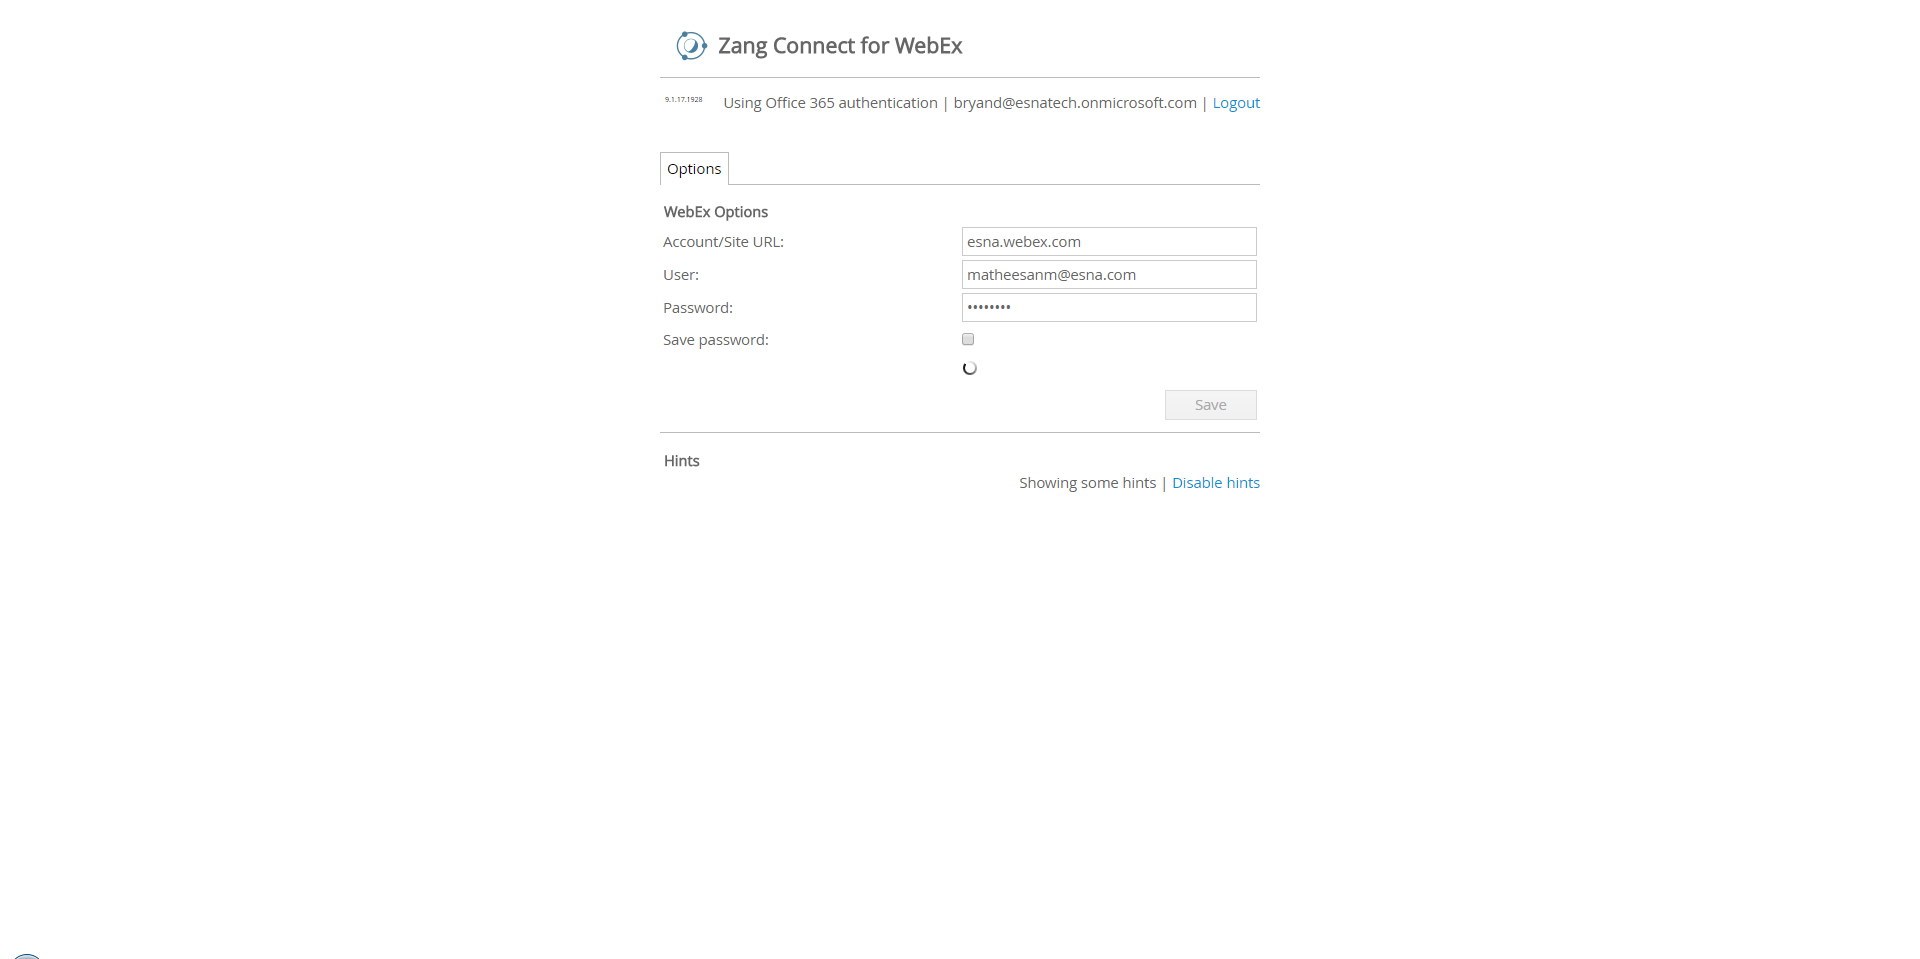 Zang Connect for WebEx
9.1.17.1928 Using Office 365 authentication | bryand@esnatech.onmicrosoft.com | Logout
Options
WebEx Options
Account/Site URL: esna.webex.com
User: matheesanm@esna.com
Password: ••••••••
Save password:
Save
Hints
Showing some hints | Disable hints